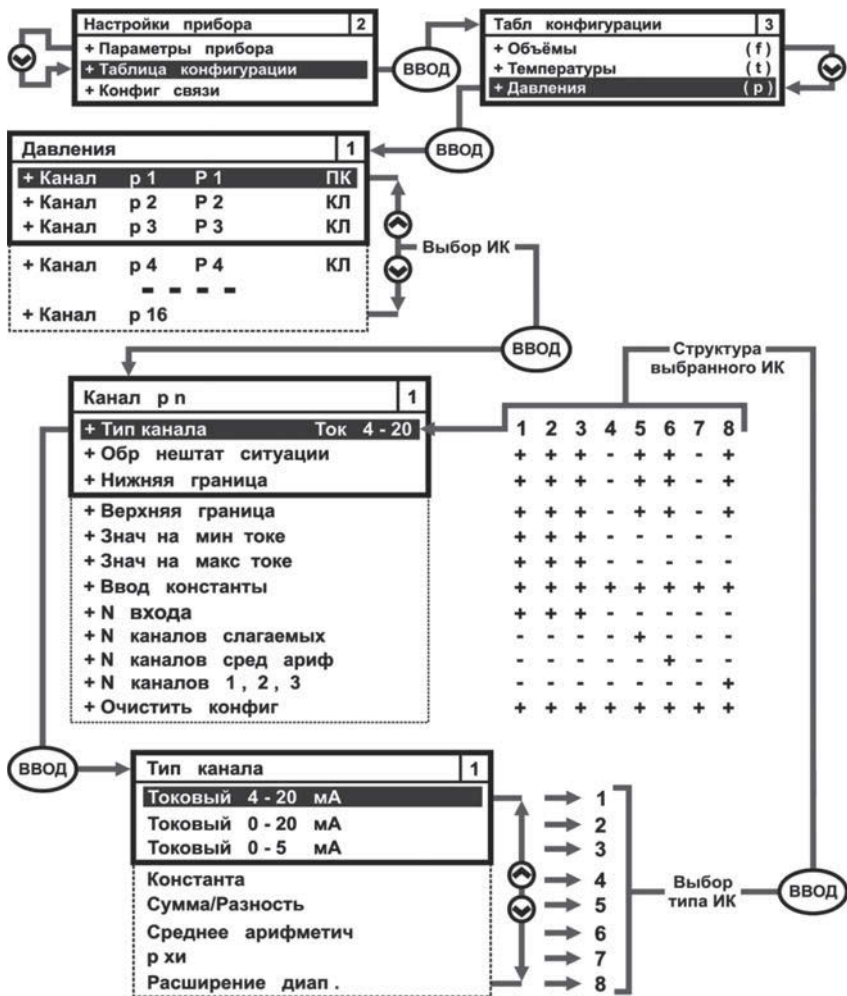 Настройки прибора 2
+ Параметры прибора
+ Таблица конфигурации
+ Конфиг связи
ВВОД
Табл конфигурации 3
+ Объёмы (f)
+ Температуры (t)
+ Давления (p)
ВВОД
Давления 1
+ Канал p 1 P 1 ПК
+ Канал p 2 P 2 КЛ
+ Канал p 3 P 3 КЛ
+ Канал p 4 P 4 КЛ
- - - -
+ Канал p 16
Выбор ИК
ВВОД
Структура
выбранного ИК
Канал p n 1
1 2 3 4 5 6 7 8
+ Тип канала Ток 4 - 20 + + + - + + - +
+ Обр нештат ситуации + + + - + + - +
+ Нижняя граница
+ Верхняя граница + + + - + + - +
+ Знач на мин токе + + + - - - - -
+ Знач на макс токе + + + - - - - -
+ Ввод константы + + + + + + + +
+ N входа + + + - - - - -
+ N каналов слагаемых - - - - + - - -
+ N каналов сред ариф - - - - - + - -
+ N каналов 1 , 2 , 3 - - - - - - - +
+ Очистить конфиг + + + + + + + +
ВВОД
Тип канала 1
Токовый 4 - 20 мА 1
Токовый 0 - 20 мА 2
Токовый 0 - 5 мА 3
Константа 4
Сумма/Разность 5
Среднее арифметич 6
р хи 7
Расширение диап . 8
Выбор
типа ИК
ВВОД